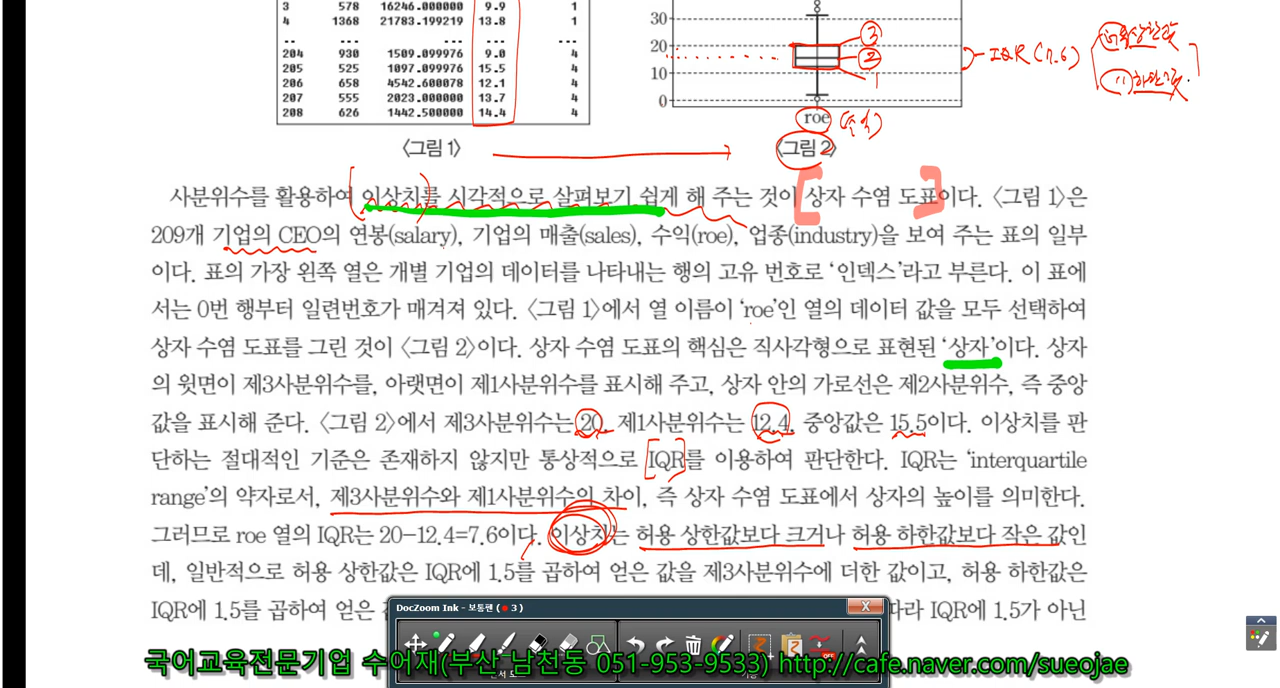 3 578 16246.000000 9.9 1
4 1368 21783.199219 13.8 1
... ... ... ... ...
204 930 1509.099976 9.0 4
205 525 1097.099976 15.5 4
206 658 4542.600078 12.1 4
207 555 2023.000000 13.7 4
208 626 1442.500000 14.4 4
30
20
10
0
③
②
1
IQR (7.6)
roe
〈그림 1〉
〈그림 2〉
사분위수를 활용하여 이상치를 시각적으로 살펴보기 쉽게 해 주는 것이 상자 수염 도표이다. 〈그림 1〉은
209개 기업의 CEO의 연봉(salary), 기업의 매출(sales), 수익(roe), 업종(industry)을 보여 주는 표의 일부
이다. 표의 가장 왼쪽 열은 개별 기업의 데이터를 나타내는 행의 고유 번호로 ‘인덱스’라고 부른다. 이 표에
서는 0번 행부터 일련번호가 매겨져 있다. 〈그림 1〉에서 열 이름이 ‘roe’인 열의 데이터 값을 모두 선택하여
상자 수염 도표를 그린 것이 〈그림 2〉이다. 상자 수염 도표의 핵심은 직사각형으로 표현된 ‘상자’이다. 상자
의 윗면이 제3사분위수를, 아랫면이 제1사분위수를 표시해 주고, 상자 안의 가로선은 제2사분위수, 즉 중앙
값을 표시해 준다. 〈그림 2〉에서 제3사분위수는 20, 제1사분위수는 12.4, 중앙값은 15.5이다. 이상치를 판
단하는 절대적인 기준은 존재하지 않지만 통상적으로 IQR를 이용하여 판단한다. IQR는 ‘interquartile
range’의 약자로서, 제3사분위수와 제1사분위수의 차이, 즉 상자 수염 도표에서 상자의 높이를 의미한다.
그러므로 roe 열의 IQR는 20−12.4=7.6이다. 이상치는 허용 상한값보다 크거나 허용 하한값보다 작은 값인
데, 일반적으로 허용 상한값은 IQR에 1.5를 곱하여 얻은 값을 제3사분위수에 더한 값이고, 허용 하한값은
IQR에 1.5를 곱하여 얻은 따라 IQR에 1.5가 아닌
DocZoom Ink - 보통펜 ( 3 )
국어교육전문기업 수어재(부산 남천동 051-953-9533) http://cafe.naver.com/sueojae